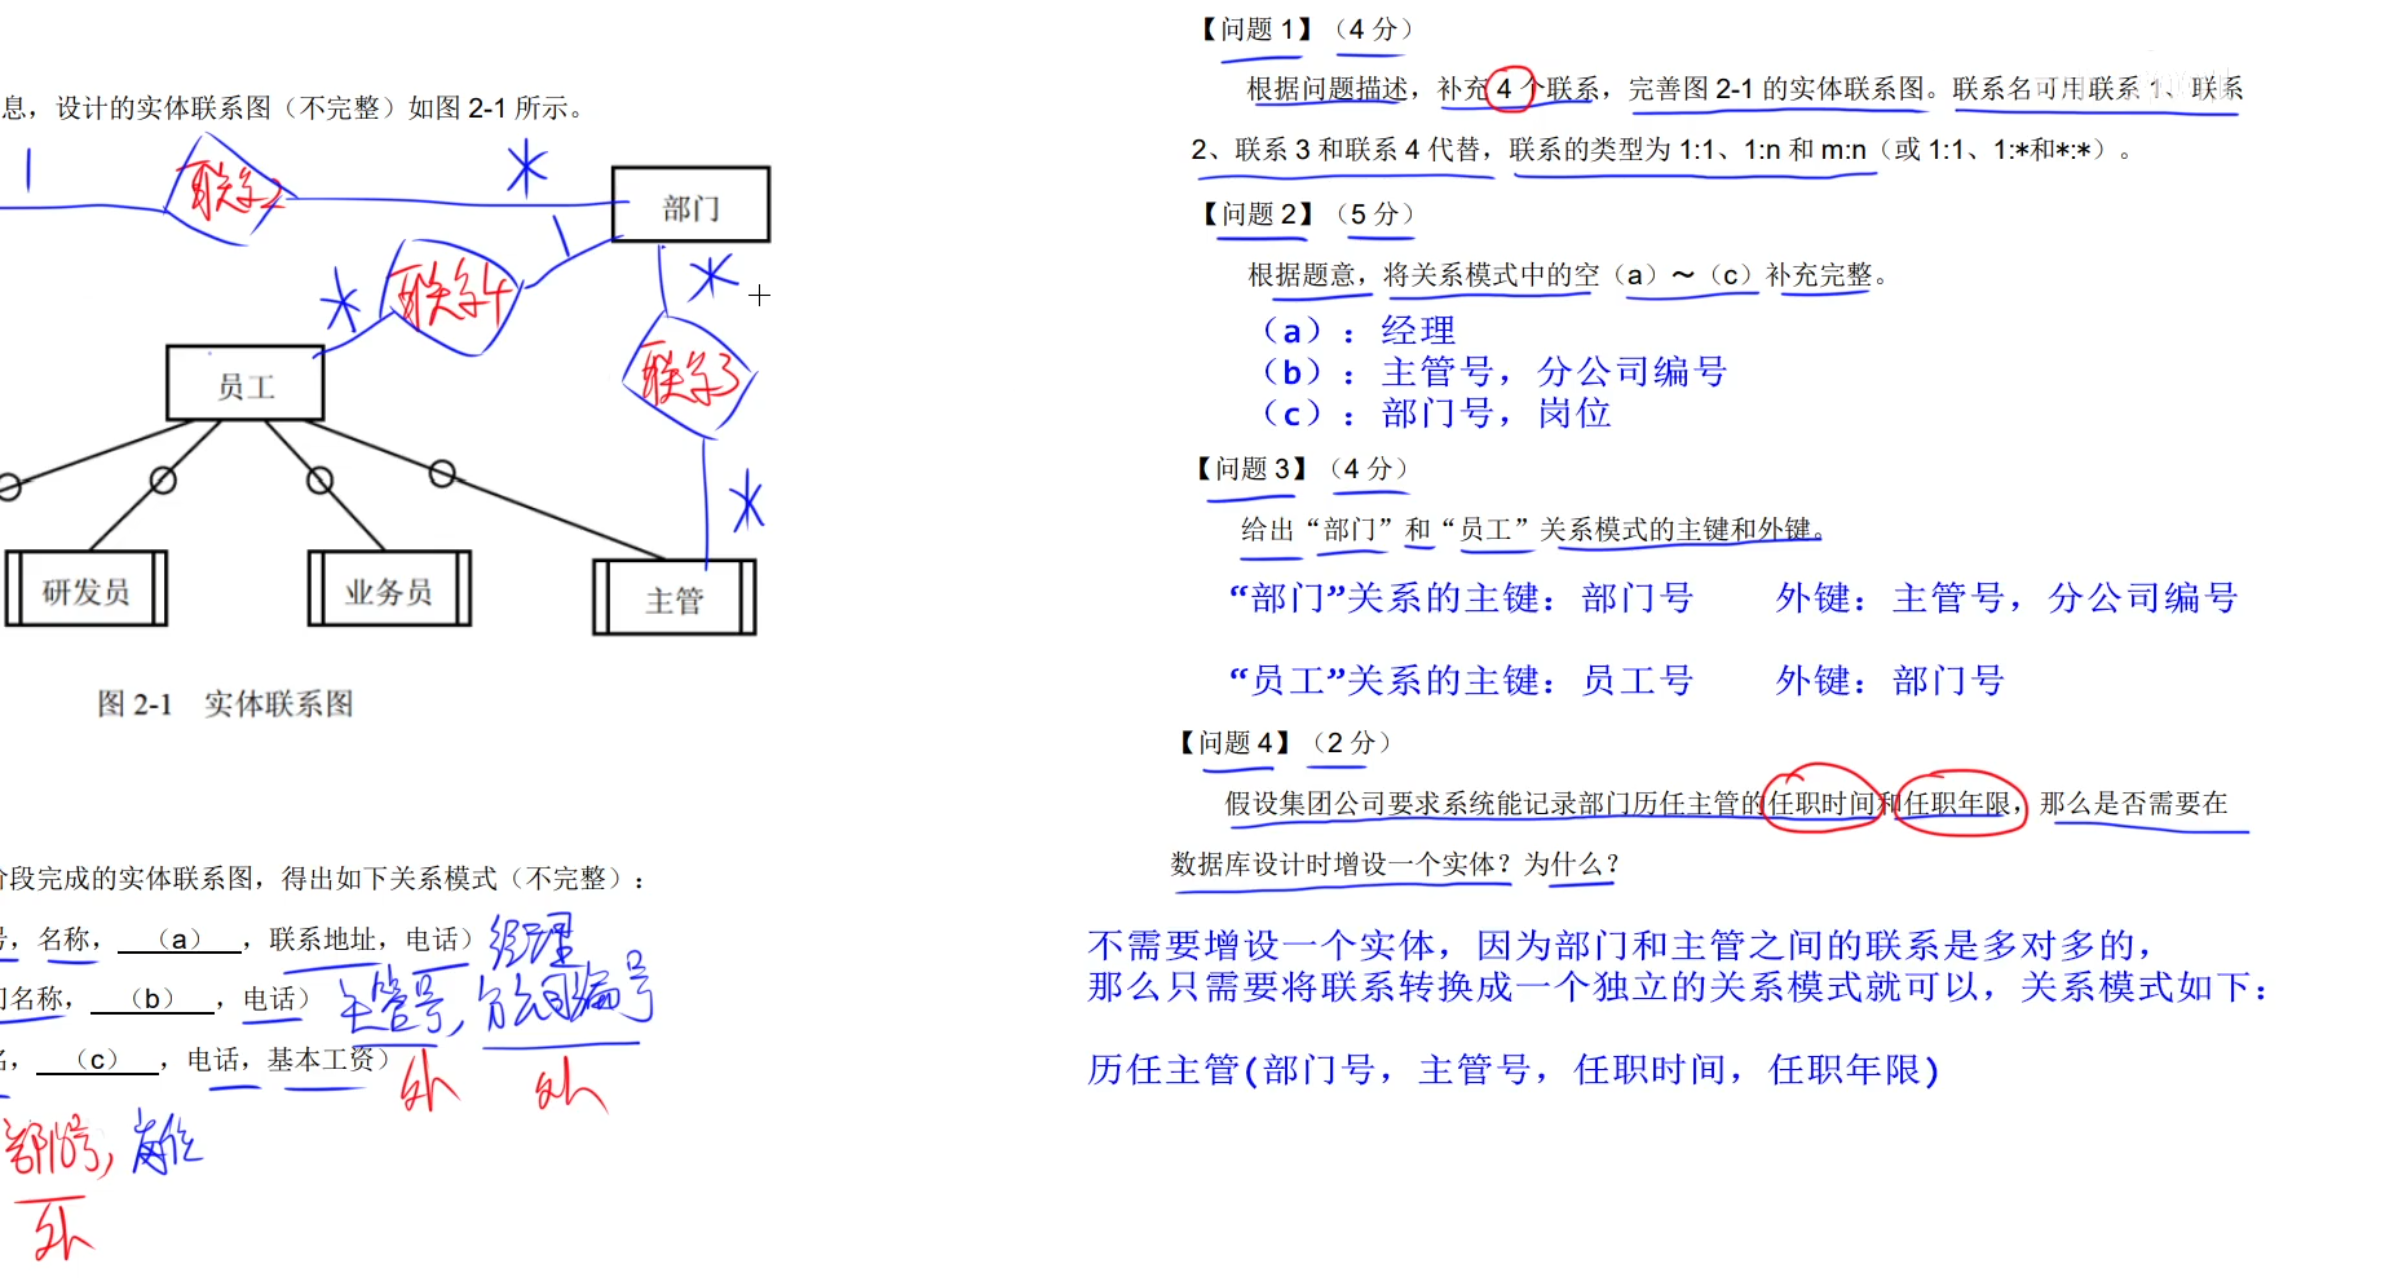 息，设计的实体联系图（不完整）如图 2-1 所示。
1
联系2
*
部门
1
联系4
*
*
员工
联系3
*
研发员
业务员
主管
图 2-1 实体联系图
阶段完成的实体联系图，得出如下关系模式（不完整）：
号，名称，（a），联系地址，电话）经理
门名称，（b），电话）主管号，分公司编号
名，（c），电话，基本工资）外 外
部门号，岗位
外
【问题 1】（4 分）
根据问题描述，补充 4 个联系，完善图 2-1 的实体联系图。联系名可用联系 1、联系
2、联系 3 和联系 4 代替，联系的类型为 1:1、1:n 和 m:n（或 1:1、1:*和*:*）。
【问题 2】（5 分）
根据题意，将关系模式中的空（a）～（c）补充完整。
（a）：经理
（b）：主管号，分公司编号
（c）：部门号，岗位
【问题 3】（4 分）
给出“部门”和“员工”关系模式的主键和外键。
“部门”关系的主键：部门号 外键：主管号，分公司编号
“员工”关系的主键：员工号 外键：部门号
【问题 4】（2 分）
假设集团公司要求系统能记录部门历任主管的任职时间和任职年限，那么是否需要在
数据库设计时增设一个实体？为什么？
不需要增设一个实体，因为部门和主管之间的联系是多对多的，
那么只需要将联系转换成一个独立的关系模式就可以，关系模式如下：
历任主管(部门号，主管号，任职时间，任职年限)